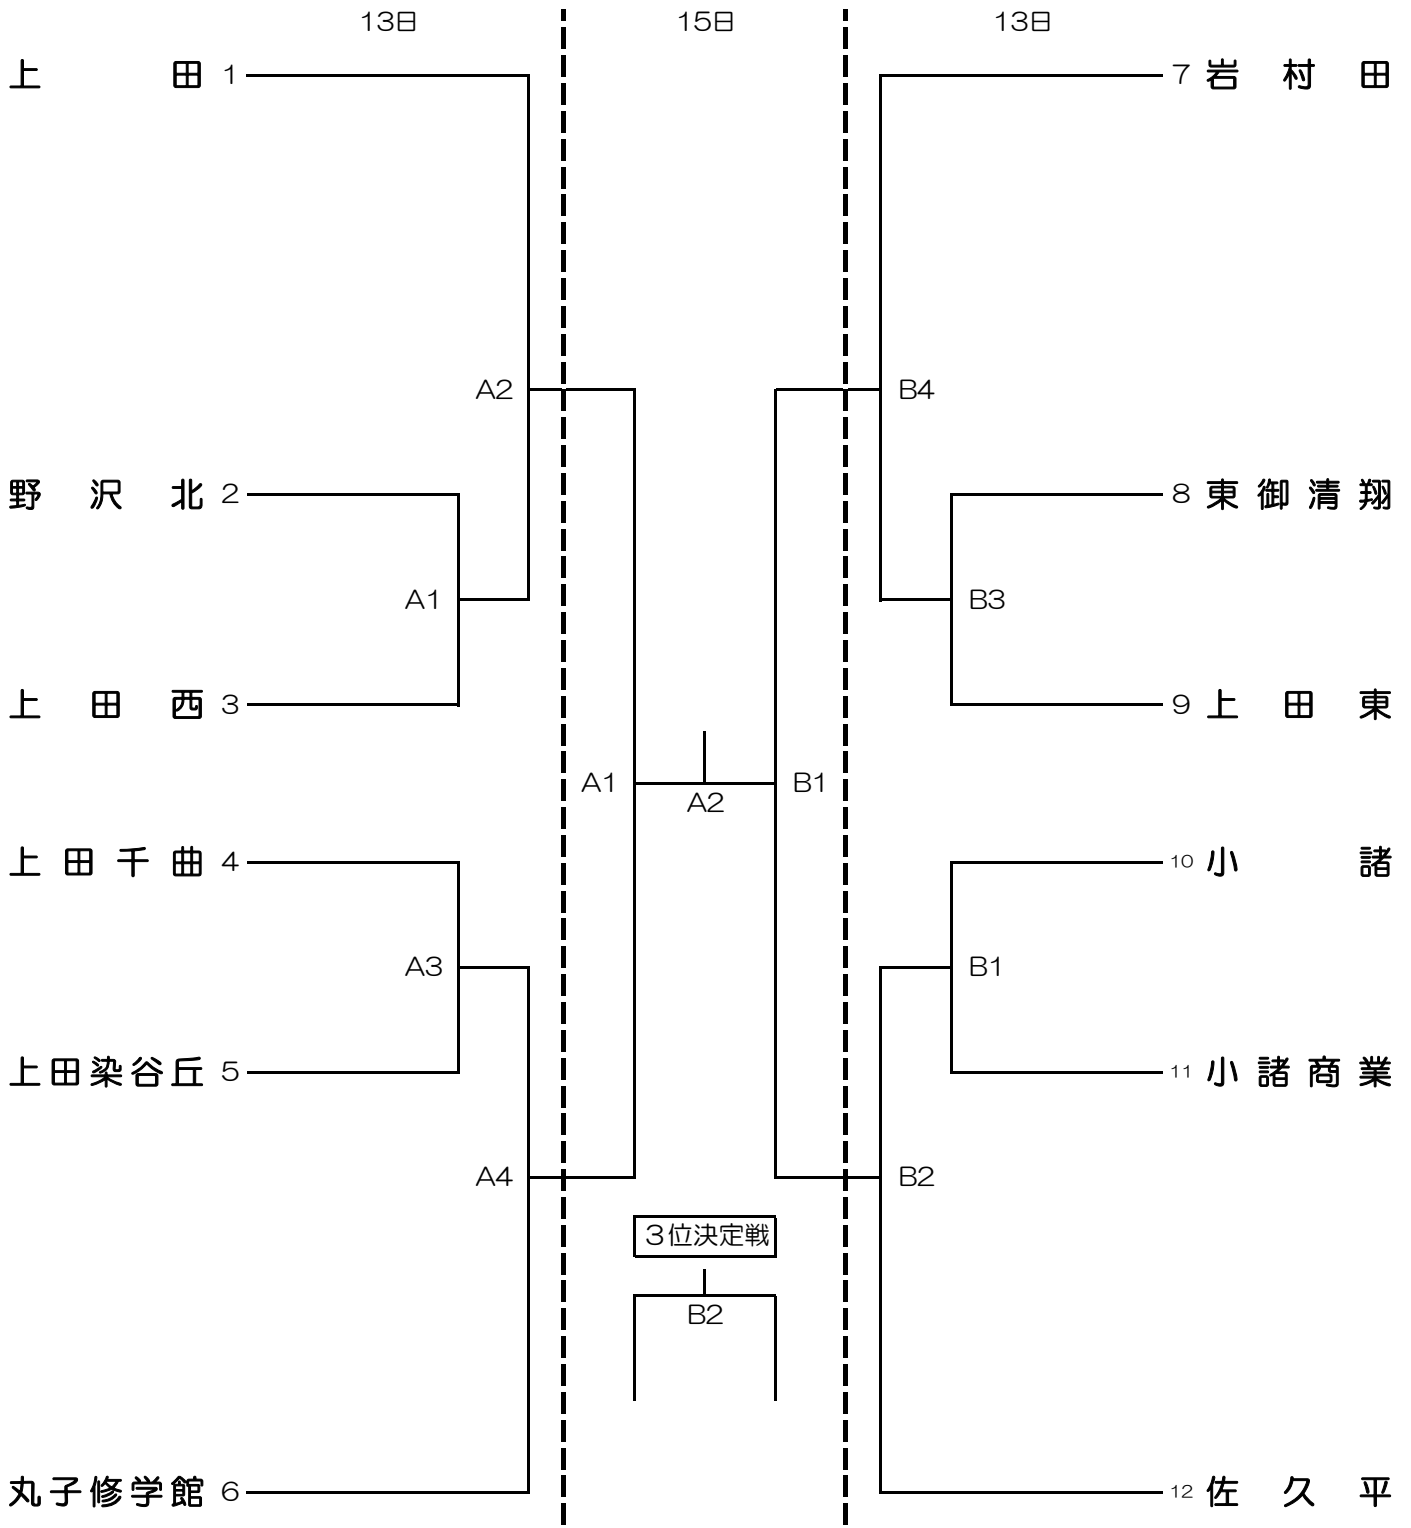 13日 15日 13日
上田 1
7 岩村田
A2
B4
野沢北 2
8 東御清翔
A1
B3
上田西 3
9 上田東
A1
B1
A2
上田千曲 4
10 小諸
A3
B1
上田染谷丘 5
11 小諸商業
A4
B2
3位決定戦
B2
丸子修学館 6
12 佐久平